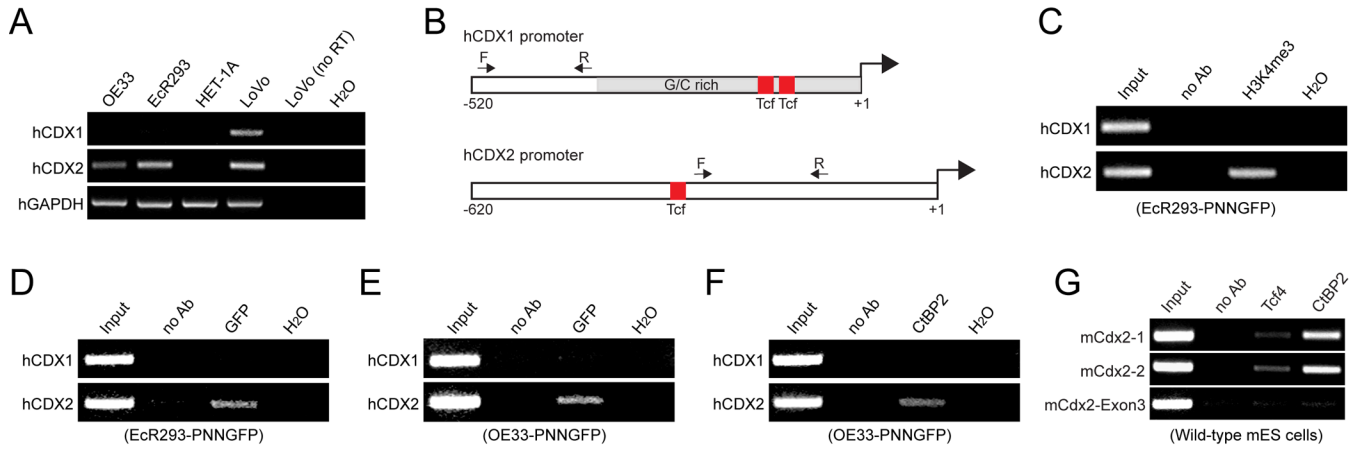 A
OE33 EcR293 HET-1A LoVo LoVo (no RT) H2O
hCDX1
hCDX2
hGAPDH
B
hCDX1 promoter
F R
G/C rich
-520 Tcf Tcf +1
hCDX2 promoter
F R
-620 Tcf +1
C
Input no Ab H3K4me3 H2O
hCDX1
hCDX2
(EcR293-PNNGFP)
D
Input no Ab GFP H2O
hCDX1
hCDX2
(EcR293-PNNGFP)
E
Input no Ab GFP H2O
hCDX1
hCDX2
(OE33-PNNGFP)
F
Input no Ab CtBP2 H2O
hCDX1
hCDX2
(OE33-PNNGFP)
G
Input no Ab Tcf4 CtBP2
mCdx2-1
mCdx2-2
mCdx2-Exon3
(Wild-type mES cells)